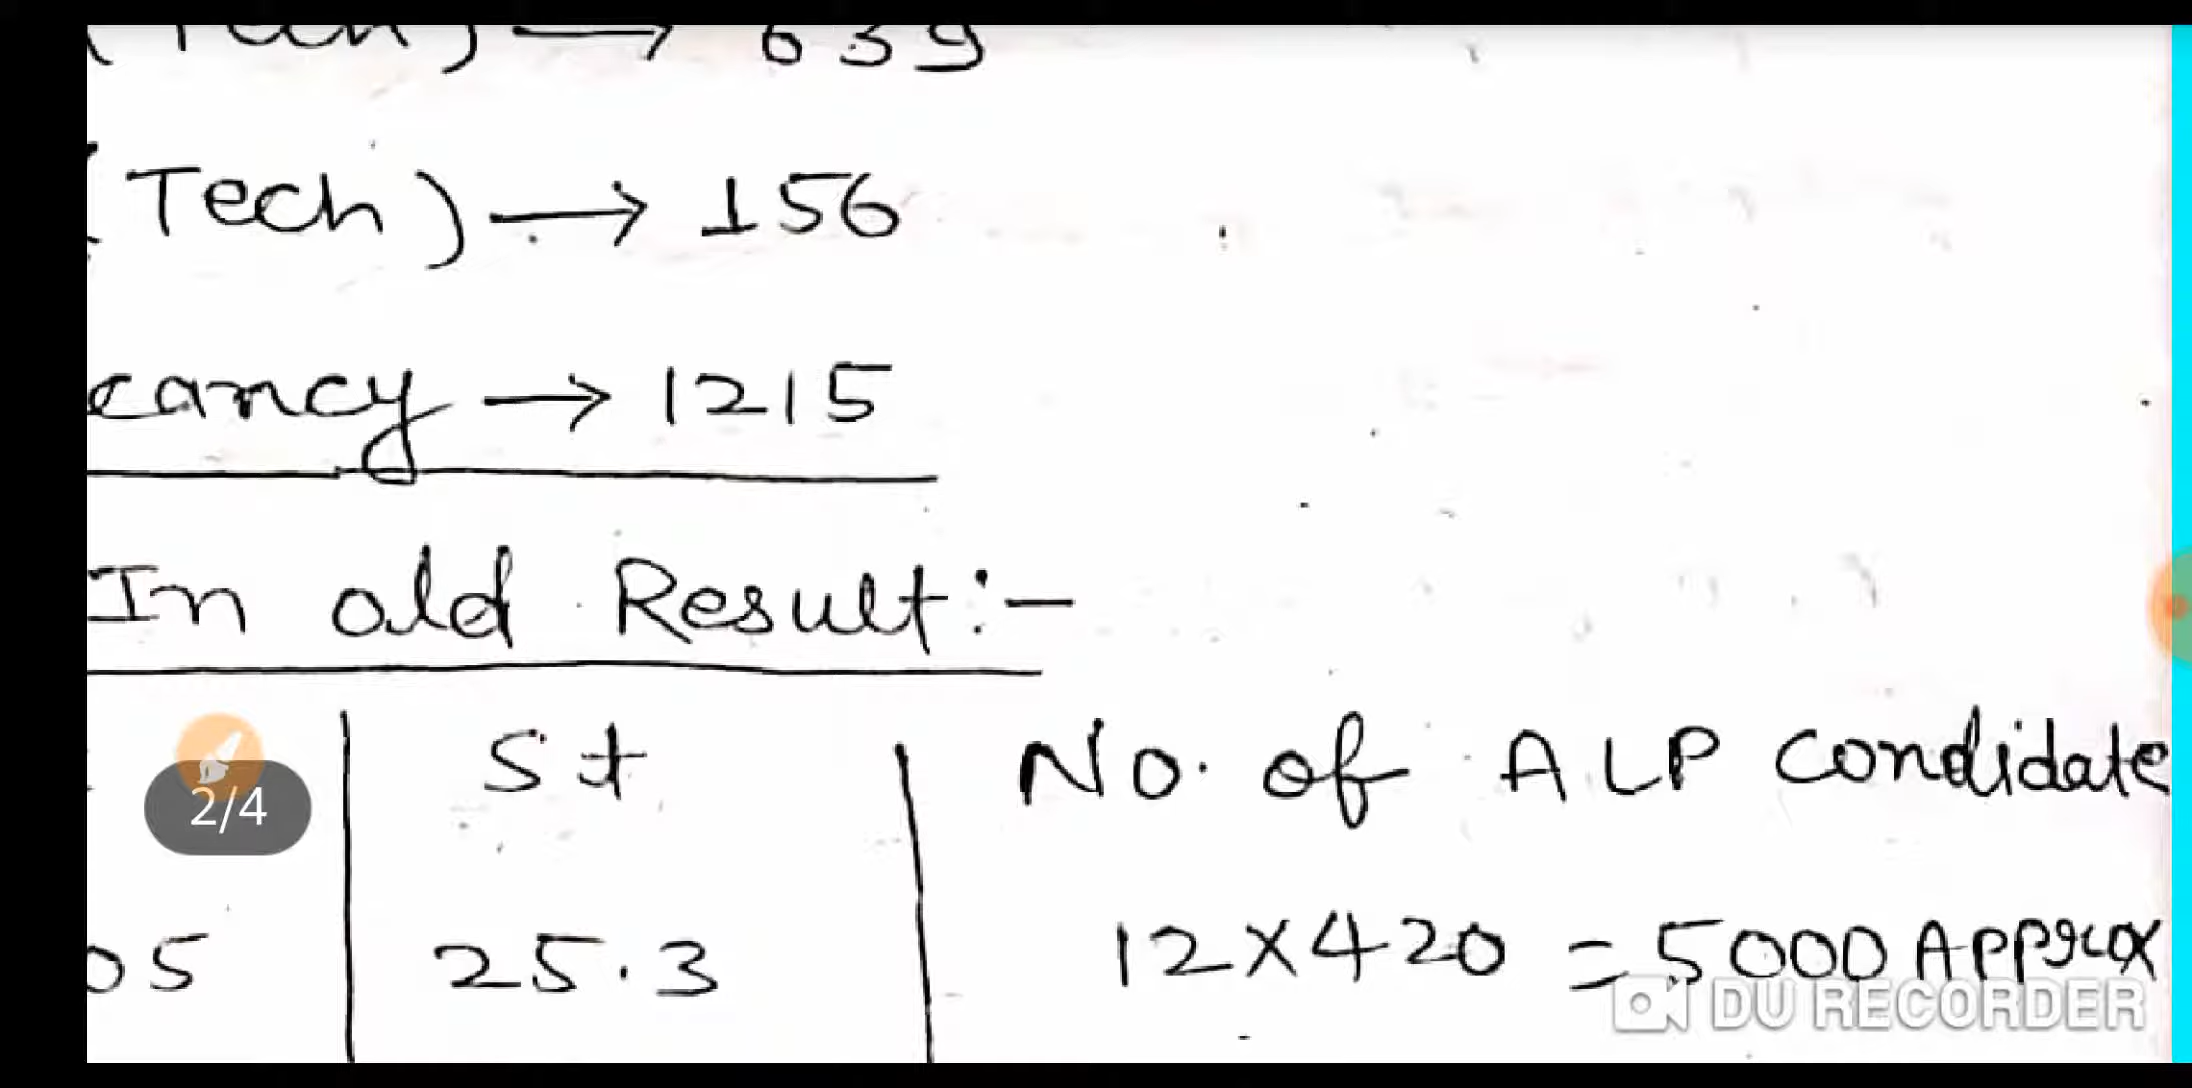 (Tech) → 639
(Tech) → 156
cancy → 1215
In old Result:-
St
No. of ALP condidate
2/4
05
25.3
12×420 = 5000 Approx
DU RECORDER